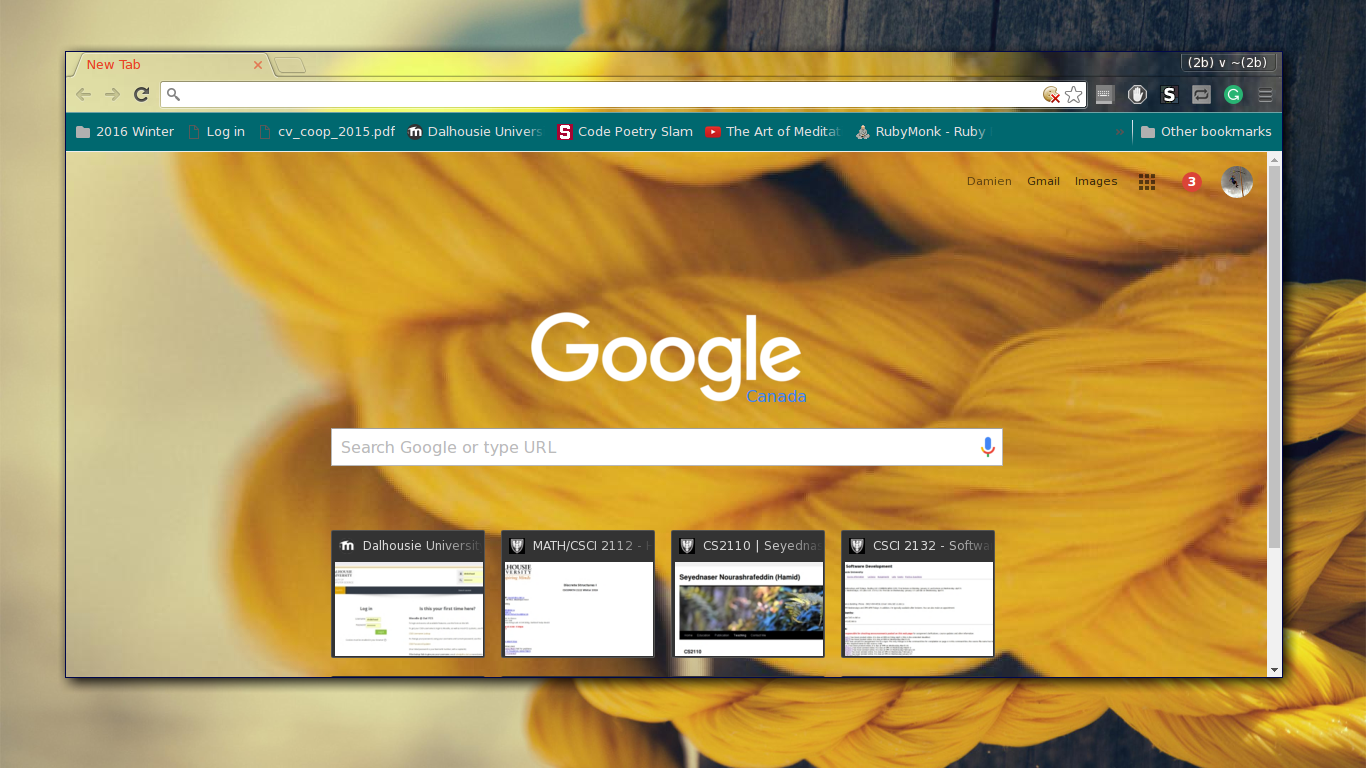 New Tab
(2b) ∨ ~(2b)
2016 Winter
Log in
cv_coop_2015.pdf
Dalhousie Univers
Code Poetry Slam
The Art of Meditat
RubyMonk - Ruby
»
Other bookmarks
Damien Gmail Images 3
Google
Canada
Search Google or type URL
Dalhousie Universit
MATH/CSCI 2112 - H
CS2110 | Seyednas
CSCI 2132 - Softwa
Log in
Is this your first time here?
Seyednaser Nourashrafeddin (Hamid)
CS2110
Software Development